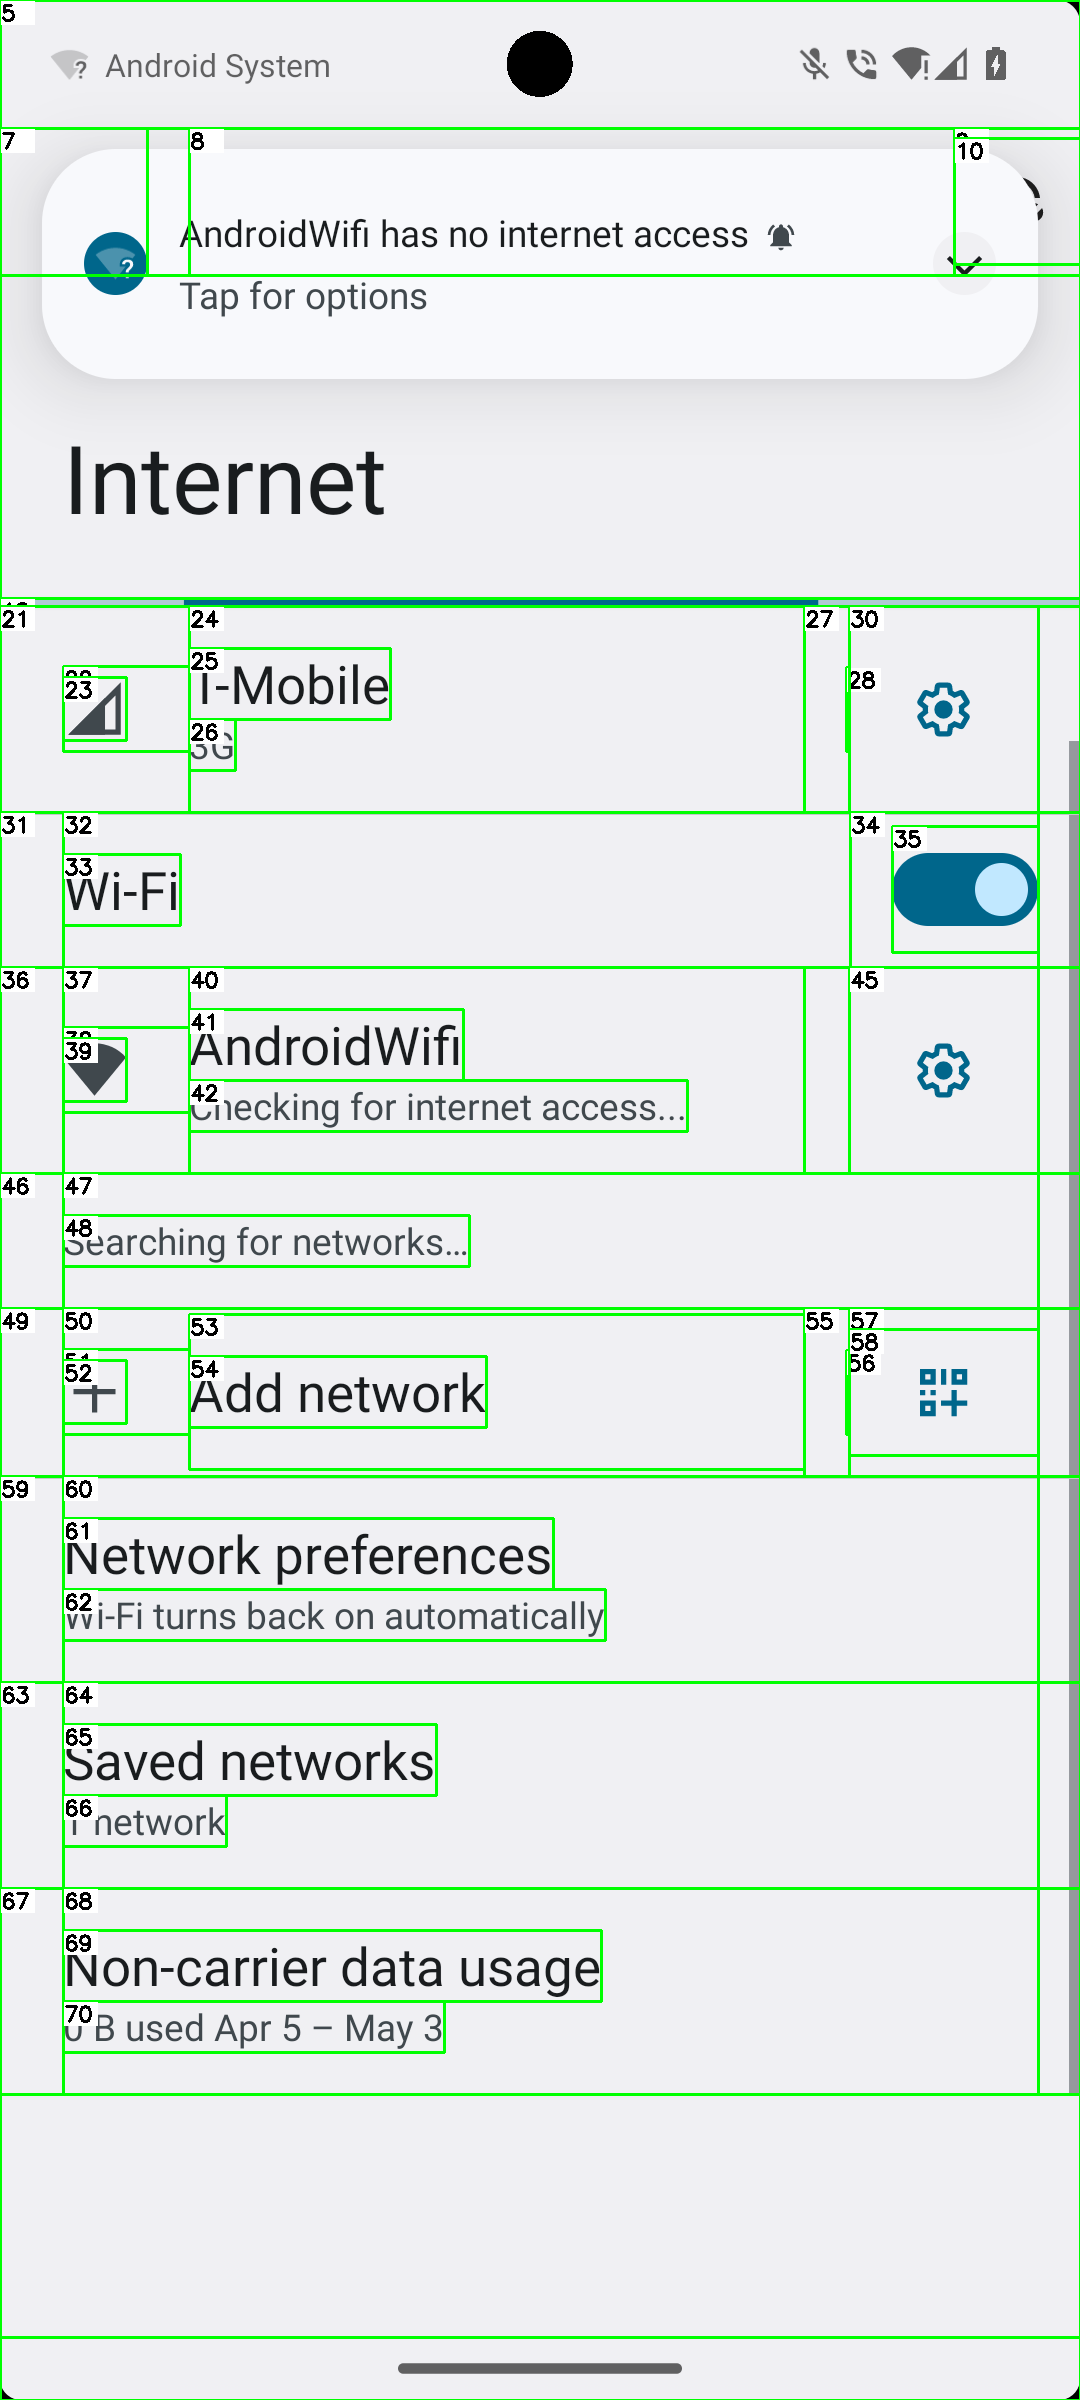 Android System
AndroidWifi has no internet access
Tap for options
Internet
T-Mobile
3G
Wi-Fi
AndroidWifi
Checking for internet access...
Searching for networks…
Add network
Network preferences
Wi-Fi turns back on automatically
Saved networks
1 network
Non-carrier data usage
0 B used Apr 5 – May 3
5
7
8
10
21
23
24
25
26
27
28
30
31
32
33
34
35
36
37
39
40
41
42
45
46
47
48
49
50
52
53
54
55
56
57
58
59
60
61
62
63
64
65
66
67
68
69
70